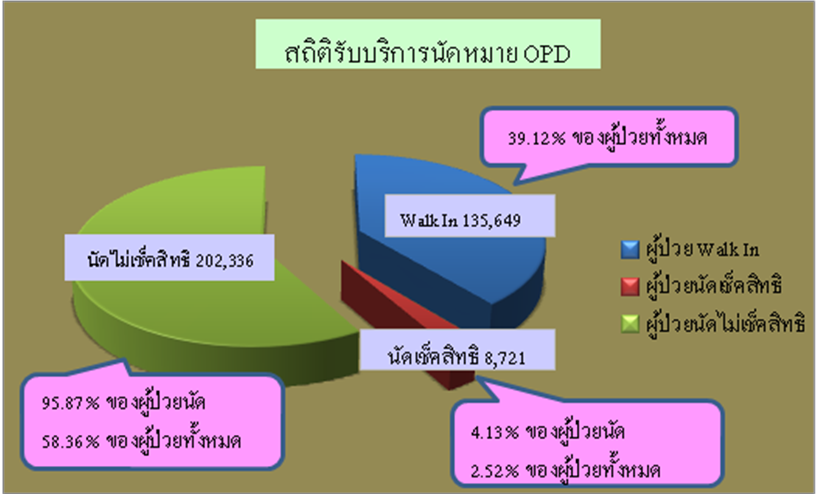 สถิติรับบริการนัดหมาย OPD
39.12% ของผู้ป่วยทั้งหมด
Walk In 135,649
นัดไม่เช็คสิทธิ 202,336
ผู้ป่วย Walk In
ผู้ป่วยนัดเช็คสิทธิ
ผู้ป่วยนัดไม่เช็คสิทธิ
นัดเช็คสิทธิ 8,721
95.87% ของผู้ป่วยนัด
58.36% ของผู้ป่วยทั้งหมด
4.13% ของผู้ป่วยนัด
2.52% ของผู้ป่วยทั้งหมด